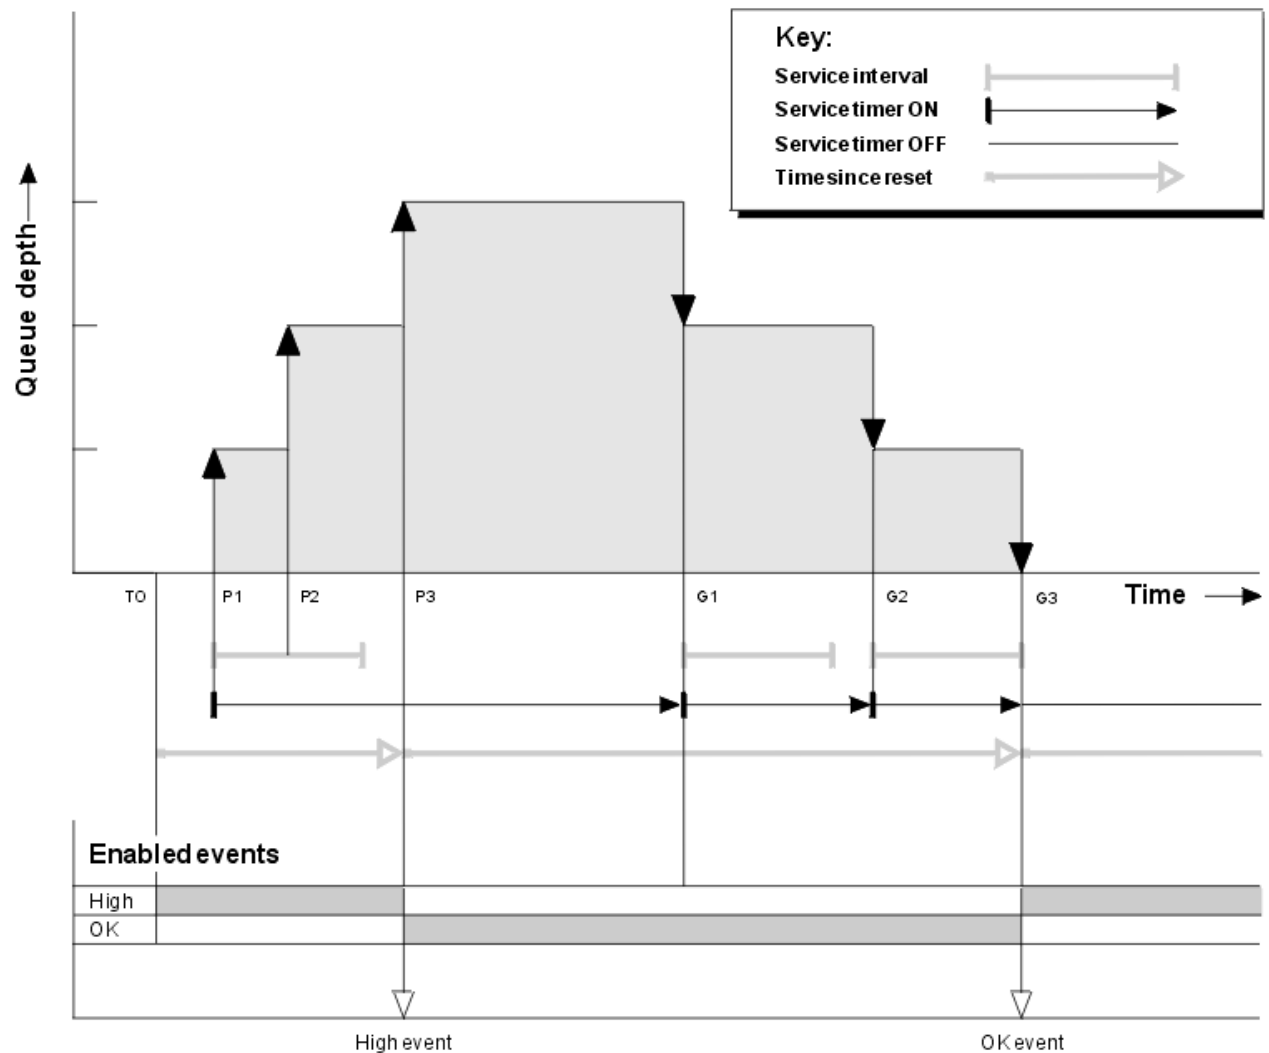 Key:
Service interval
Service timer ON
Service timer OFF
Time since reset
Queue depth
T0
P1
P2
P3
G1
G2
G3
Time
Enabled events
High
OK
High event
OK event